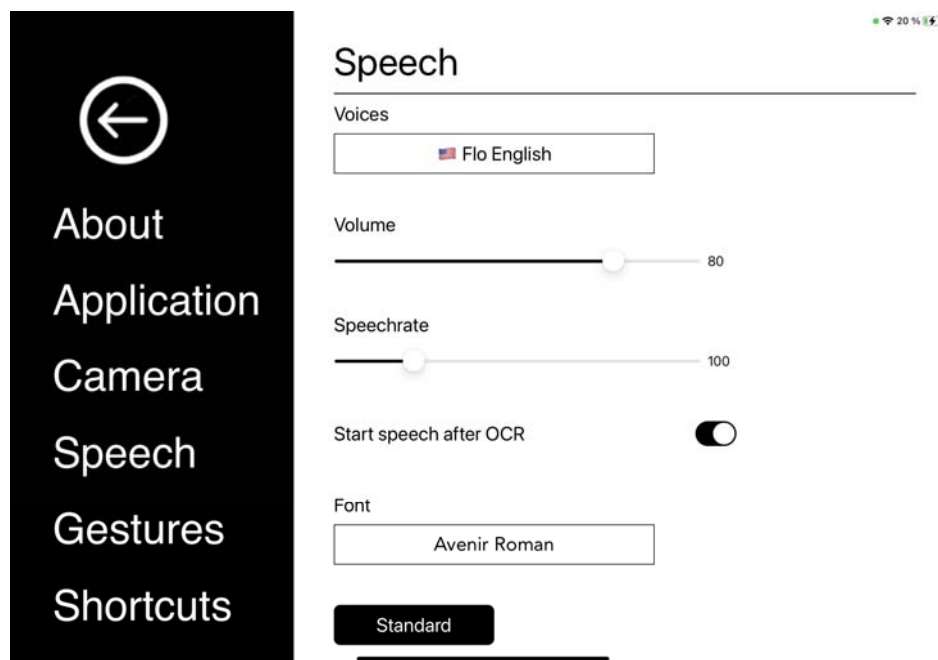 20 %
About
Application
Camera
Speech
Gestures
Shortcuts
Speech
Voices
Flo English
Volume
80
Speechrate
100
Start speech after OCR
Font
Avenir Roman
Standard